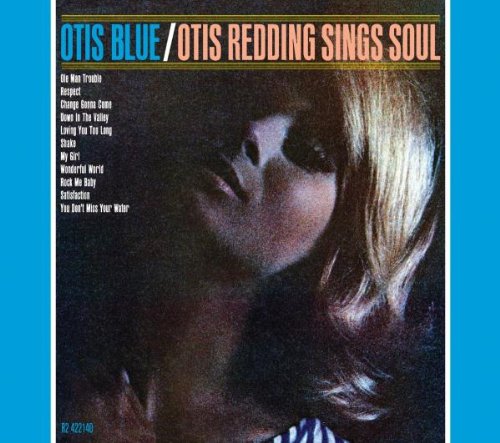 OTIS BLUE/OTIS REDDING SINGS SOUL
Ole Man Trouble
Respect
Change Gonna Come
Down In The Valley
Loving You Too Long
Shake
My Girl
Wonderful World
Rock Me Baby
Satisfaction
You Don't Miss Your Water
R2 422140